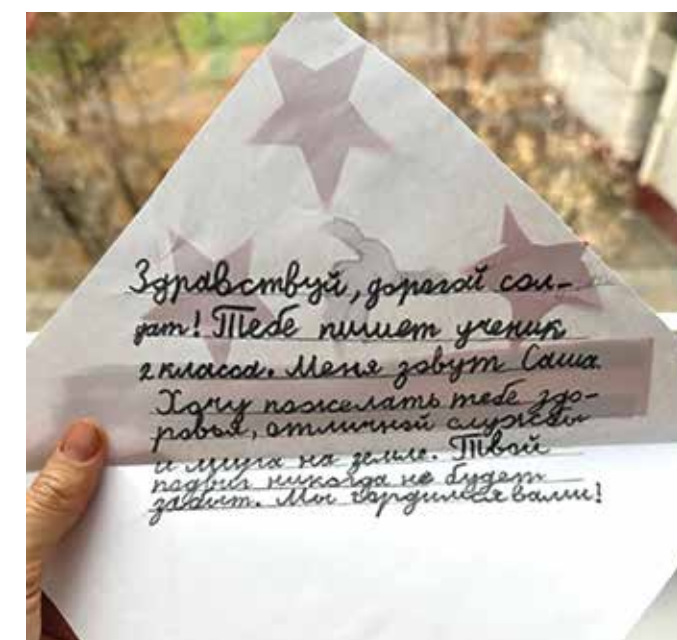 Здравствуй, дорогой сол-
дат! Тебе пишет ученик
2 класса. Меня зовут Саша.
Хочу пожелать тебе здо-
ровья, отличной службы
и мира на земле. Твой
подвиг никогда не будет
забыт. Мы гордимся вами!